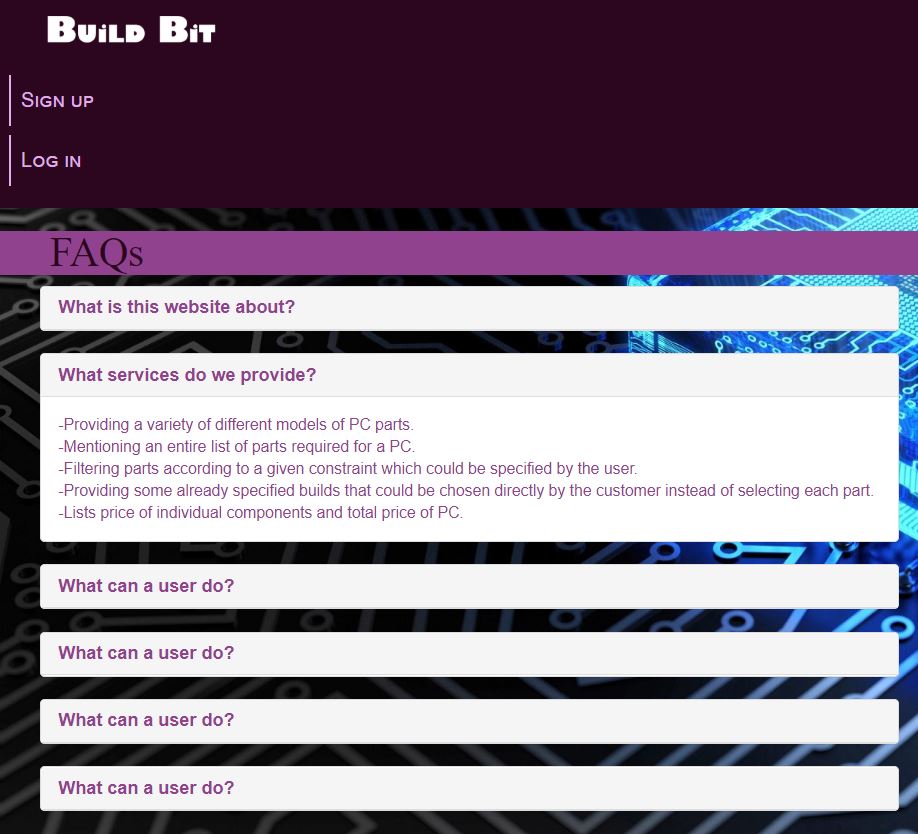 Build Bit
Sign up
Log in
FAQs
What is this website about?
What services do we provide?
-Providing a variety of different models of PC parts.
-Mentioning an entire list of parts required for a PC.
-Filtering parts according to a given constraint which could be specified by the user.
-Providing some already specified builds that could be chosen directly by the customer instead of selecting each part.
-Lists price of individual components and total price of PC.
What can a user do?
What can a user do?
What can a user do?
What can a user do?